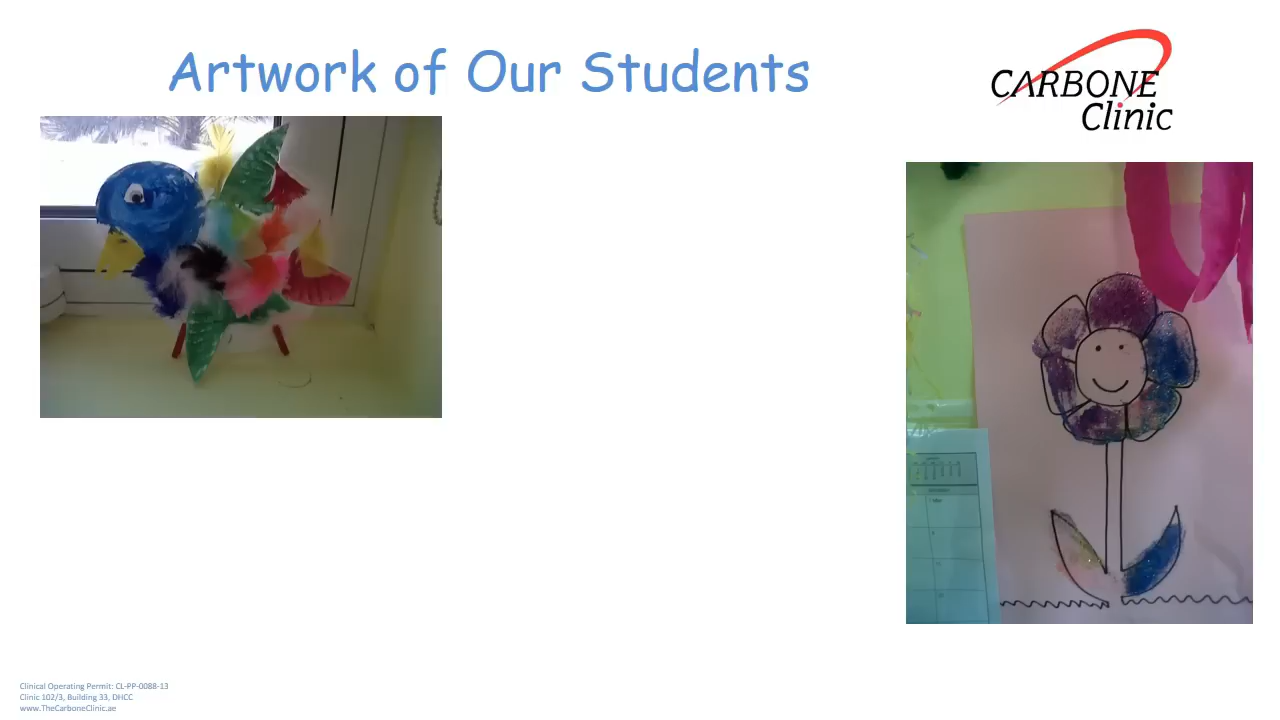 Artwork of Our Students
CARBONE
Clinic
Clinical Operating Permit: CL-PP-0088-13
Clinic 102/3, Building 33, DHCC
www.TheCarboneClinic.ae